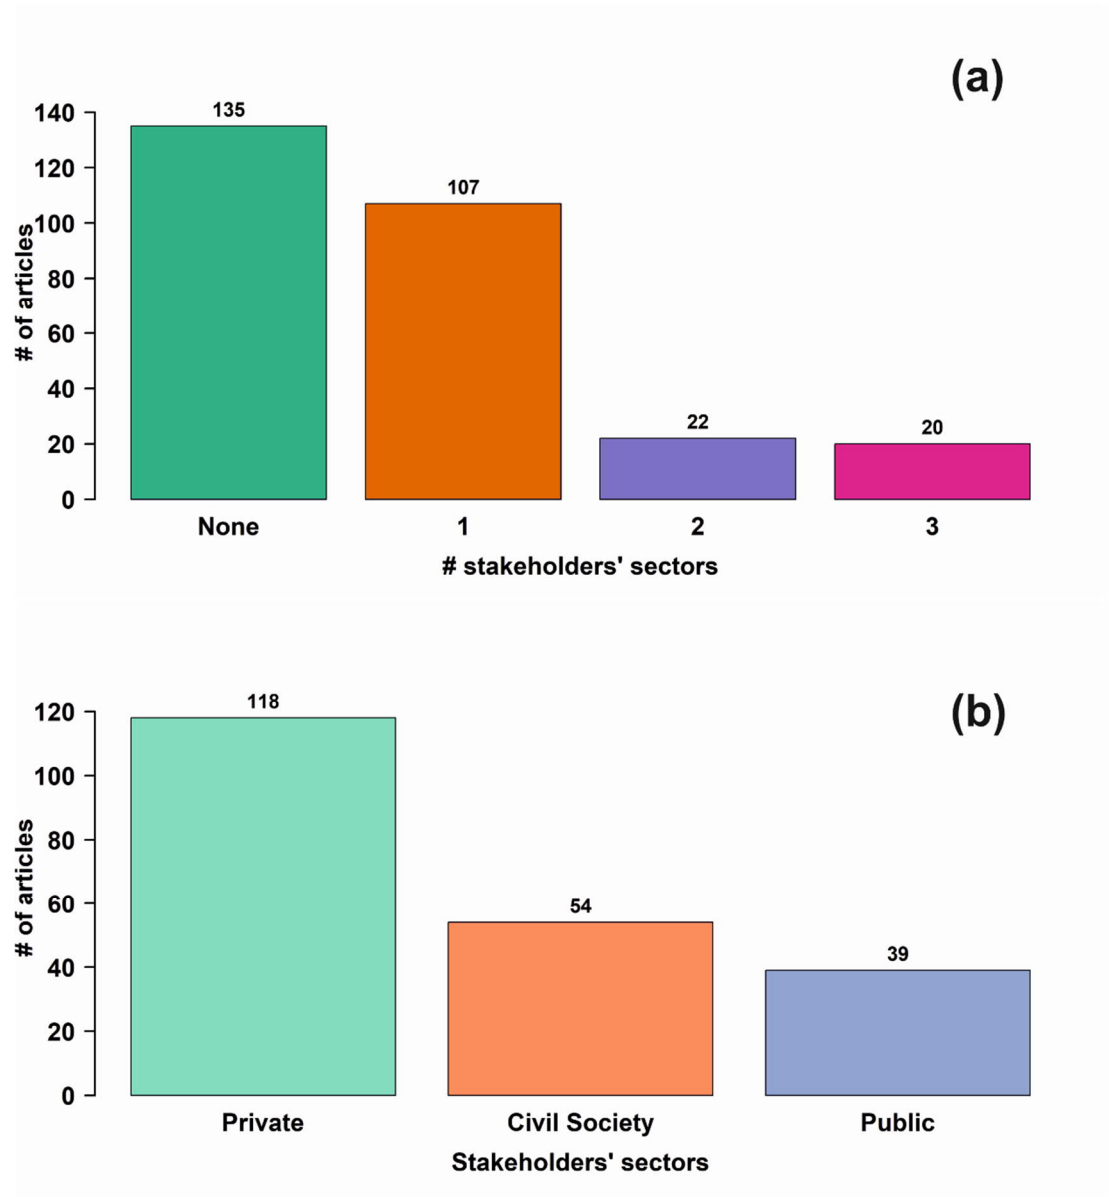 (a)
# of articles
140
120
100
80
60
40
20
0
135
107
22
20
None 1 2 3
# stakeholders' sectors
(b)
# of articles
120
100
80
60
40
20
0
118
54
39
Private Civil Society Public
Stakeholders' sectors